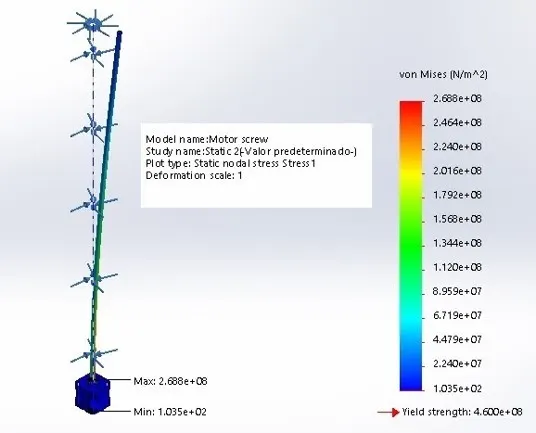 von Mises (N/m^2)
Model name:Motor screw
Study name:Static 2(-Valor predeterminado-)
Plot type: Static nodal stress Stress1
Deformation scale: 1
2.688e+08
2.464e+08
2.240e+08
2.016e+08
1.792e+08
1.568e+08
1.344e+08
1.120e+08
8.959e+07
6.719e+07
4.479e+07
2.240e+07
1.035e+02
Yield strength: 4.600e+08
Max: 2.688e+08
Min: 1.035e+02